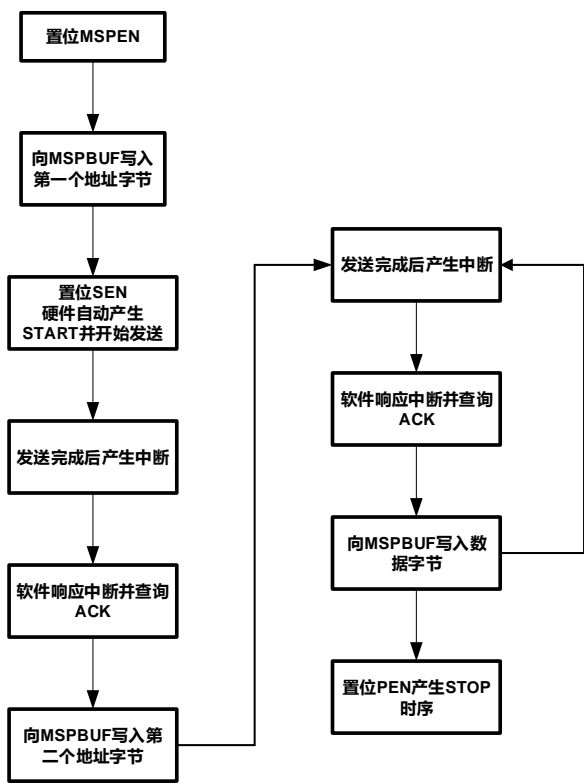 置位MSPEN
向MSPBUF写入
第一个地址字节
置位SEN
硬件自动产生
START并开始发送
发送完成后产生中断
软件响应中断并查询
ACK
向MSPBUF写入第
二个地址字节
发送完成后产生中断
软件响应中断并查询
ACK
向MSPBUF写入数
据字节
置位PEN产生STOP
时序